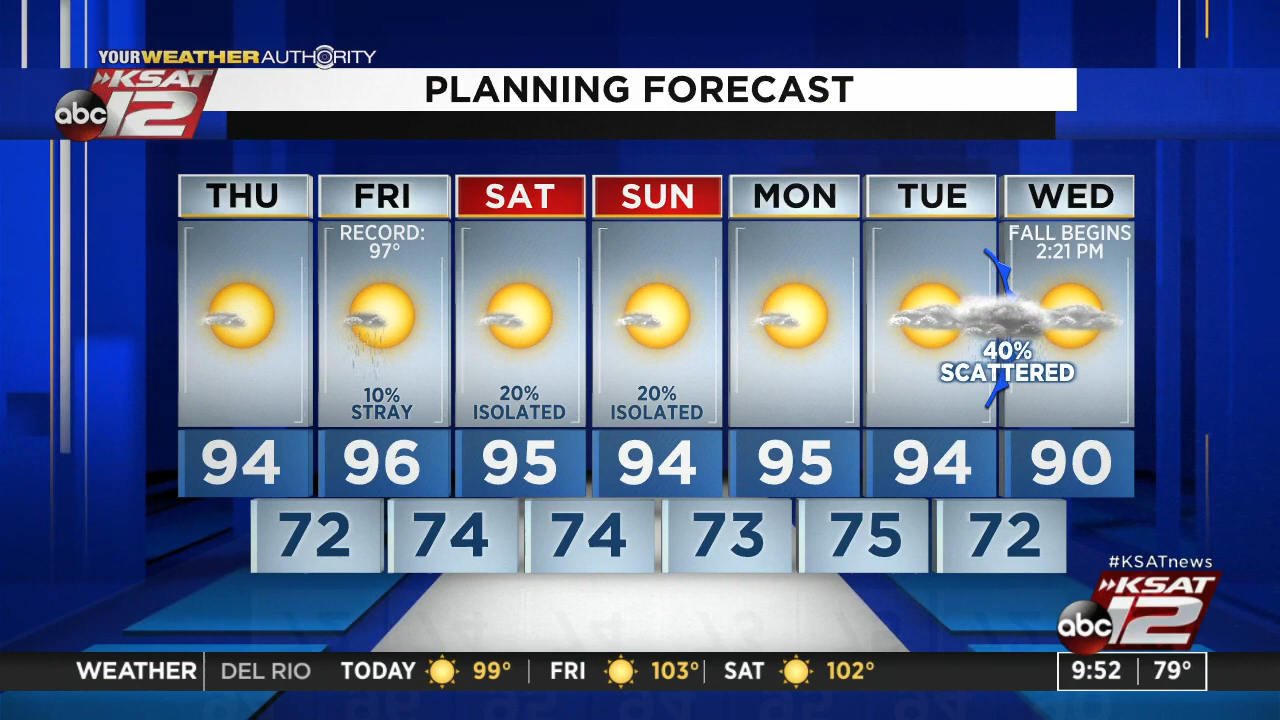 YOURWEATHERAUTHORITY
KSAT
abc 12
PLANNING FORECAST
THU FRI SAT SUN MON TUE WED
RECORD:
97°
FALL BEGINS
2:21 PM
40%
SCATTERED
10%
STRAY
20%
ISOLATED
20%
ISOLATED
94 96 95 94 95 94 90
72 74 74 73 75 72
#KSATnews
KSAT
abc 12
WEATHER DEL RIO TODAY 99° FRI 103° SAT 102° 9:52 79°